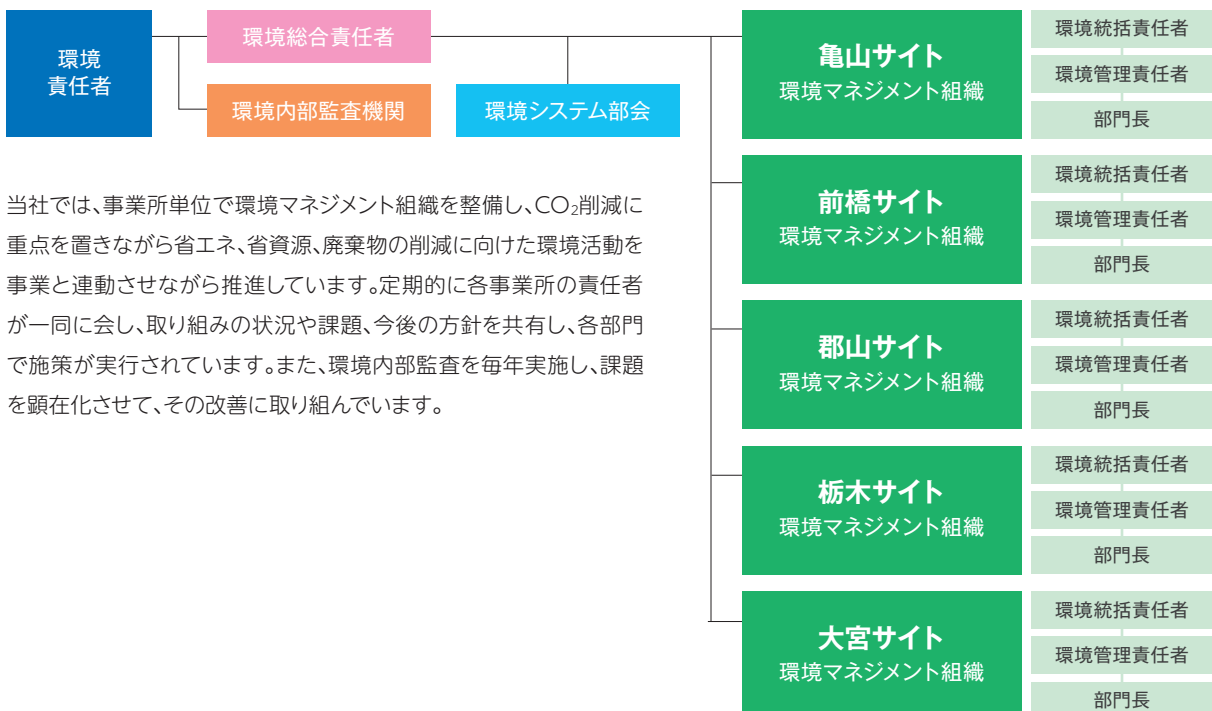 環境
責任者
環境総合責任者
環境内部監査機関
環境システム部会
当社では、事業所単位で環境マネジメント組織を整備し、CO₂削減に
重点を置きながら省エネ、省資源、廃棄物の削減に向けた環境活動を
事業と連動させながら推進しています。定期的に各事業所の責任者
が一同に会し、取り組みの状況や課題、今後の方針を共有し、各部門
で施策が実行されています。また、環境内部監査を毎年実施し、課題
を顕在化させて、その改善に取り組んでいます。
亀山サイト
環境マネジメント組織
環境統括責任者
環境管理責任者
部門長
前橋サイト
環境マネジメント組織
環境統括責任者
環境管理責任者
部門長
郡山サイト
環境マネジメント組織
環境統括責任者
環境管理責任者
部門長
栃木サイト
環境マネジメント組織
環境統括責任者
環境管理責任者
部門長
大宮サイト
環境マネジメント組織
環境統括責任者
環境管理責任者
部門長